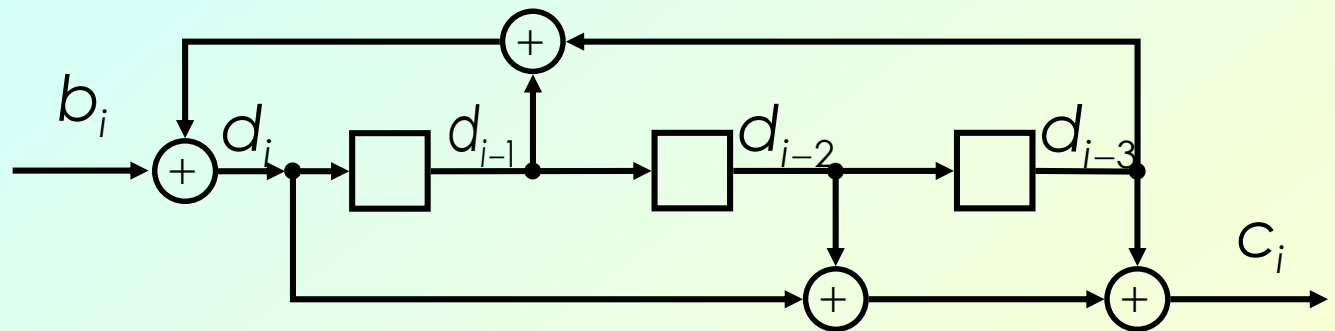 +
b_i
+
d_i
d_{i-1}
d_{i-2}
d_{i-3}
c_i
+
+